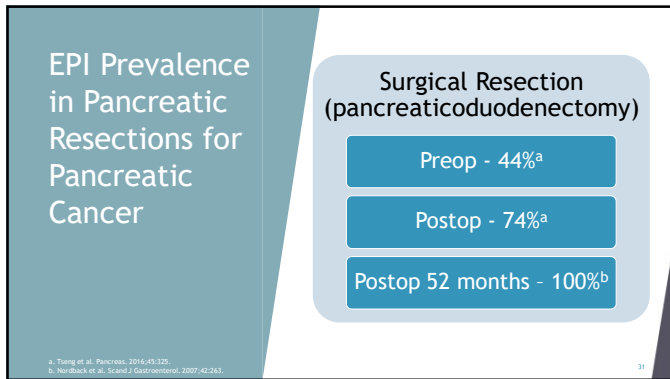 EPI Prevalence
in Pancreatic
Resections for
Pancreatic
Cancer
Surgical Resection
(pancreaticoduodenectomy)
Preop - 44%ᵃ
Postop - 74%ᵃ
Postop 52 months – 100%ᵇ
a. Tseng et al. Pancreas. 2016;45:325.
b. Nordback et al. Scand J Gastroenterol. 2007;42:263.
31